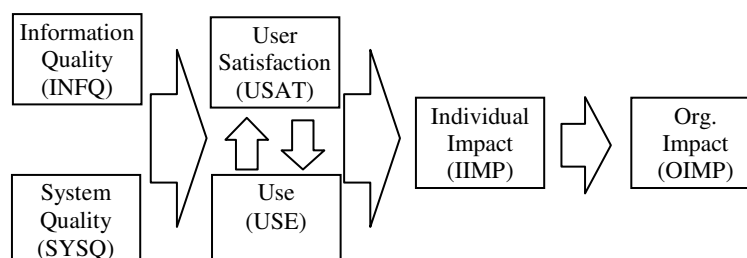 Information
Quality
(INFQ)
User
Satisfaction
(USAT)
Individual
Impact
(IIMP)
Org.
Impact
(OIMP)
System
Quality
(SYSQ)
Use
(USE)